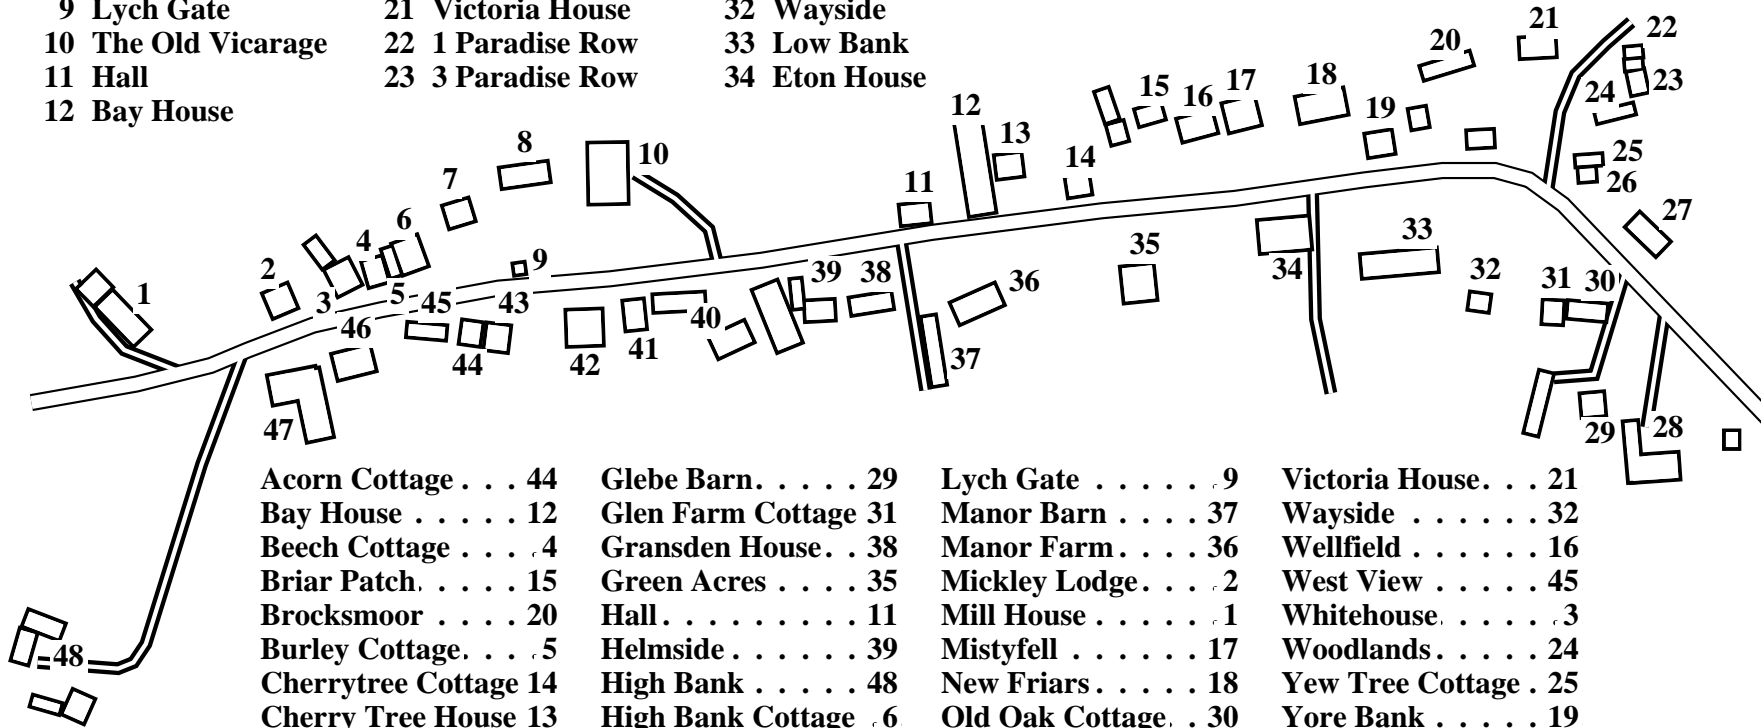 9 Lych Gate 21 Victoria House 32 Wayside
10 The Old Vicarage 22 1 Paradise Row 33 Low Bank
11 Hall 23 3 Paradise Row 34 Eton House
12 Bay House
1
2
3
4
5
6
7
8
9
10
11
12
13
14
15
16
17
18
19
20
21
22
23
24
25
26
27
28
29
30
31
32
33
34
35
36
37
38
39
40
41
42
43
44
45
46
47
48
Acorn Cottage . . . 44
Bay House . . . . . 12
Beech Cottage . . . . 4
Briar Patch. . . . . 15
Brocksmoor . . . . 20
Burley Cottage. . . . 5
Cherrytree Cottage 14
Cherry Tree House 13
Glebe Barn. . . . . 29
Glen Farm Cottage 31
Gransden House. . 38
Green Acres . . . . 35
Hall. . . . . . . . . 11
Helmside . . . . . . 39
High Bank . . . . . 48
High Bank Cottage . 6
Lych Gate . . . . . . 9
Manor Barn . . . . 37
Manor Farm. . . . 36
Mickley Lodge. . . . 2
Mill House . . . . . . 1
Mistyfell . . . . . . 17
New Friars. . . . . 18
Old Oak Cottage. . 30
Victoria House. . . 21
Wayside . . . . . . 32
Wellfield . . . . . . 16
West View . . . . . 45
Whitehouse. . . . . . 3
Woodlands. . . . . 24
Yew Tree Cottage . 25
Yore Bank . . . . . 19